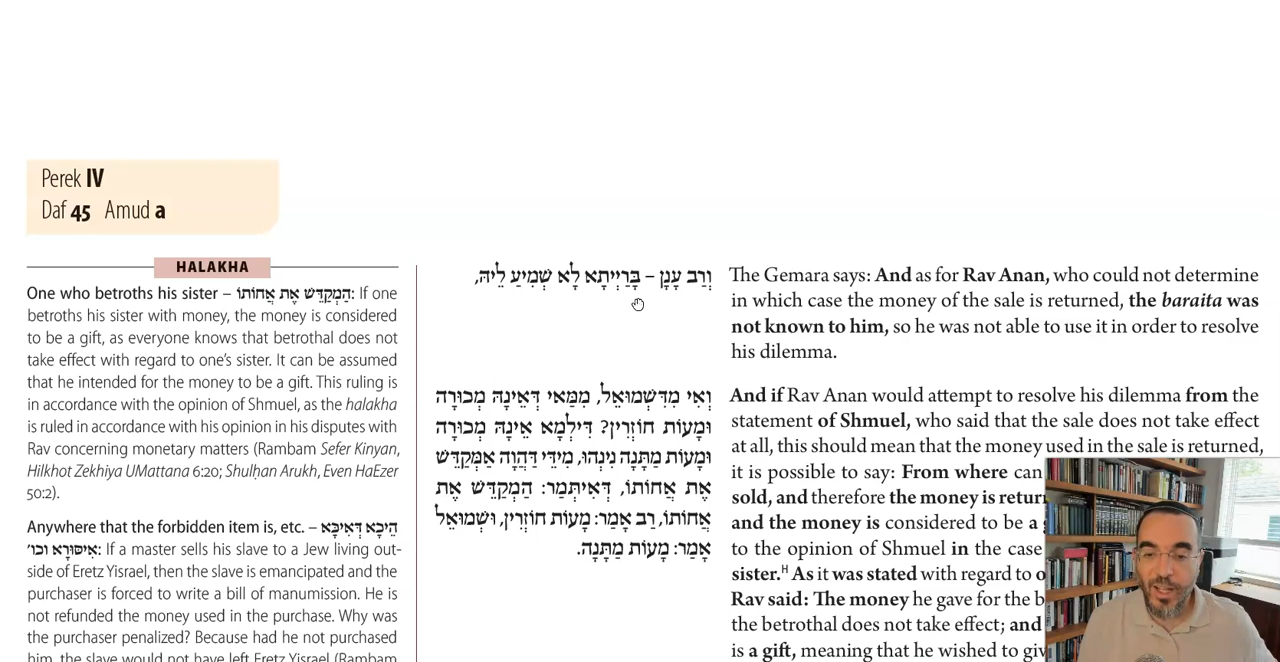 Perek IV
Daf 45 Amud a
HALAKHA
One who betroths his sister – הַמְקַדֵּשׁ אֶת אֲחוֹתוֹ: If one
betroths his sister with money, the money is considered
to be a gift, as everyone knows that betrothal does not
take effect with regard to one's sister. It can be assumed
that he intended for the money to be a gift. This ruling is
in accordance with the opinion of Shmuel, as the halakha
is ruled in accordance with his opinion in his disputes with
Rav concerning monetary matters (Rambam Sefer Kinyan,
Hilkhot Zekhiya UMattana 6:20; Shulḥan Arukh, Even HaEzer
50:2).
Anywhere that the forbidden item is, etc. – הֵיכָא דְּאִיכָּא
אִיסּוּרָא וכו׳: If a master sells his slave to a Jew living out-
side of Eretz Yisrael, then the slave is emancipated and the
purchaser is forced to write a bill of manumission. He is
not refunded the money used in the purchase. Why was
the purchaser penalized? Because had he not purchased
him, the slave would not have left Eretz Yisrael (Rambam
וְרַב עָנָן – בָּרַיְיתָא לָא שְׁמִיעַ לֵיהּ,
וְאִי מִדִּשְׁמוּאֵל, מִמַּאי דְּאֵינָהּ מְכוּרָה
וּמָעוֹת חוֹזְרִין? דִּילְמָא אֵינָהּ מְכוּרָה
וּמָעוֹת מַתָּנָה נִינְהוּ, מִידֵּי דַּהֲוָה אַמְּקַדֵּשׁ
אֶת אֲחוֹתוֹ, דְּאִיתְּמַר: הַמְקַדֵּשׁ אֶת
אֲחוֹתוֹ, רַב אָמַר: מָעוֹת חוֹזְרִין, וּשְׁמוּאֵל
אָמַר: מָעוֹת מַתָּנָה.
The Gemara says: And as for Rav Anan, who could not determine
in which case the money of the sale is returned, the baraita was
not known to him, so he was not able to use it in order to resolve
his dilemma.
And if Rav Anan would attempt to resolve his dilemma from the
statement of Shmuel, who said that the sale does not take effect
at all, this should mean that the money used in the sale is returned,
it is possible to say: From where can
sold, and therefore the money is retur
and the money is considered to be a
to the opinion of Shmuel in the case
sister.H As it was stated with regard to
Rav said: The money he gave for the b
the betrothal does not take effect; and
is a gift, meaning that he wished to giv